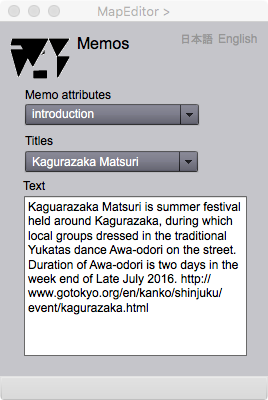 MapEditor >
Memos
日本語 English
Memo attributes
introduction
Titles
Kagurazaka Matsuri
Text
Kaguarazaka Matsuri is summer festival
held around Kagurazaka, during which
local groups dressed in the traditional
Yukatas dance Awa-odori on the street.
Duration of Awa-odori is two days in the
week end of Late July 2016. http://
www.gotokyo.org/en/kanko/shinjuku/
event/kagurazaka.html